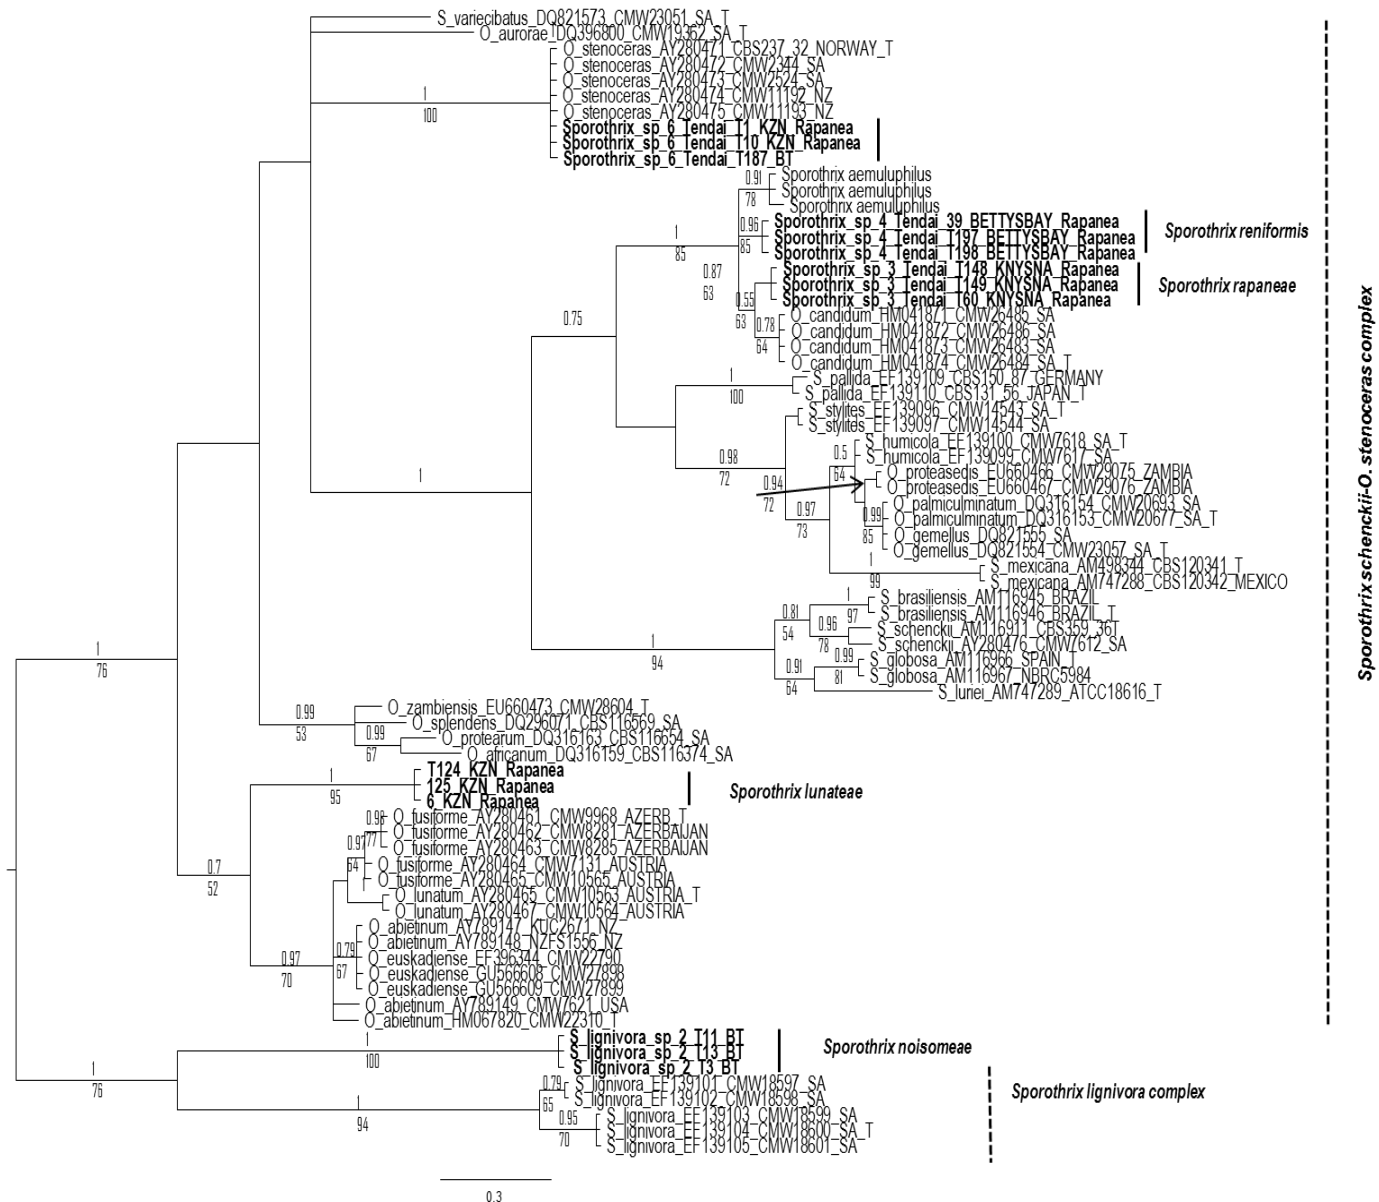 S_variecibatus_DQ821573_CMW23051_SA_T
O_aurorae_DQ396800_CMW19362_SA_T
O_stenoceras_AY280471_CBS237_32_NORWAY_T
O_stenoceras_AY280472_CMW2344_SA
O_stenoceras_AY280473_CMW2524_SA
O_stenoceras_AY280474_CMW11192_NZ
1
100
O_stenoceras_AY280475_CMW11193_NZ
Sporothrix_sp_6_Tendai_T1_KZN_Rapanea
Sporothrix_sp_6_Tendai_T10_KZN_Rapanea
Sporothrix_sp_6_Tendai_T187_BT
0.91
78
Sporothrix aemuluphilus
Sporothrix aemuluphilus
Sporothrix aemuluphilus
0.96
85
Sporothrix_sp_4_Tendai_39_BETTYSBAY_Rapanea
Sporothrix_sp_4_Tendai_T197_BETTYSBAY_Rapanea
Sporothrix_sp_4_Tendai_T198_BETTYSBAY_Rapanea
Sporothrix reniformis
1
85
0.87
63
Sporothrix_sp_3_Tendai_T148_KNYSNA_Rapanea
Sporothrix_sp_3_Tendai_T149_KNYSNA_Rapanea
Sporothrix_sp_3_Tendai_T60_KNYSNA_Rapanea
Sporothrix rapaneae
0.55
63
0.78
64
O_candidum_HM041871_CMW26485_SA
O_candidum_HM041872_CMW26486_SA
O_candidum_HM041873_CMW26483_SA
O_candidum_HM041874_CMW26484_SA_T
0.75
1
100
S_pallida_EF139109_CBS150_87_GERMANY
S_pallida_EF139110_CBS131_56_JAPAN_T
S_stylites_EF139096_CMW14543_SA_T
S_stylites_EF139097_CMW14544_SA
0.98
72
0.5
64
S_humicola_EF139100_CMW7618_SA_T
S_humicola_EF139099_CMW7617_SA
0.94
72
O_proteasedis_EU660466_CMW29075_ZAMBIA
O_proteasedis_EU660467_CMW29076_ZAMBIA
0.97
73
0.99
85
O_palmiculminatum_DQ316154_CMW20693_SA
O_palmiculminatum_DQ316153_CMW20677_SA_T
O_gemellus_DQ821555_SA
O_gemellus_DQ821554_CMW23057_SA_T
1
99
S_mexicana_AM498344_CBS120341_T
S_mexicana_AM747288_CBS120342_MEXICO
1
1
97
S_brasiliensis_AM116945_BRAZIL
S_brasiliensis_AM116946_BRAZIL_T
0.81
54
0.96
78
S_schenckii_AM116911_CBS359_36T
S_schenckii_AY280476_CMW7612_SA
1
94
0.99
81
S_globosa_AM116966_SPAIN_T
S_globosa_AM116967_NBRC5984
0.91
64
S_luriei_AM747289_ATCC18616_T
Sporothrix schenckii-O. stenoceras complex
1
76
O_zambiensis_EU660473_CMW28604_T
O_splendens_DQ296071_CBS116569_SA
0.99
53
0.99
67
O_protearum_DQ316163_CBS116654_SA
O_africanum_DQ316159_CBS116374_SA
1
95
T124_KZN_Rapanea
125_KZN_Rapanea
6_KZN_Rapanea
Sporothrix lunateae
0.7
52
0.98
77
O_fusiforme_AY280461_CMW9968_AZERB_T
O_fusiforme_AY280462_CMW8281_AZERBAIJAN
O_fusiforme_AY280463_CMW8285_AZERBAIJAN
0.97
64
O_fusiforme_AY280464_CMW7131_AUSTRIA
O_fusiforme_AY280465_CMW10565_AUSTRIA
O_lunatum_AY280465_CMW10563_AUSTRIA_T
O_lunatum_AY280467_CMW10564_AUSTRIA
0.97
70
0.79
67
O_abietinum_AY789147_KUC2671_NZ
O_abietinum_AY789148_NZFS1556_NZ
O_euskadiense_EF396344_CMW22790
O_euskadiense_GU566608_CMW27898
O_euskadiense_GU566609_CMW27899
O_abietinum_AY789149_CMW7621_USA
O_abietinum_HM067820_CMW22310_T
1
100
S_lignivora_sp_2_T11_BT
S_lignivora_sp_2_T13_BT
S_lignivora_sp_2_T3_BT
Sporothrix noisomeae
1
76
0.79
65
S_lignivora_EF139101_CMW18597_SA
S_lignivora_EF139102_CMW18598_SA
Sporothrix lignivora complex
1
94
0.95
70
S_lignivora_EF139103_CMW18599_SA
S_lignivora_EF139104_CMW18600_SA_T
S_lignivora_EF139105_CMW18601_SA
0.3